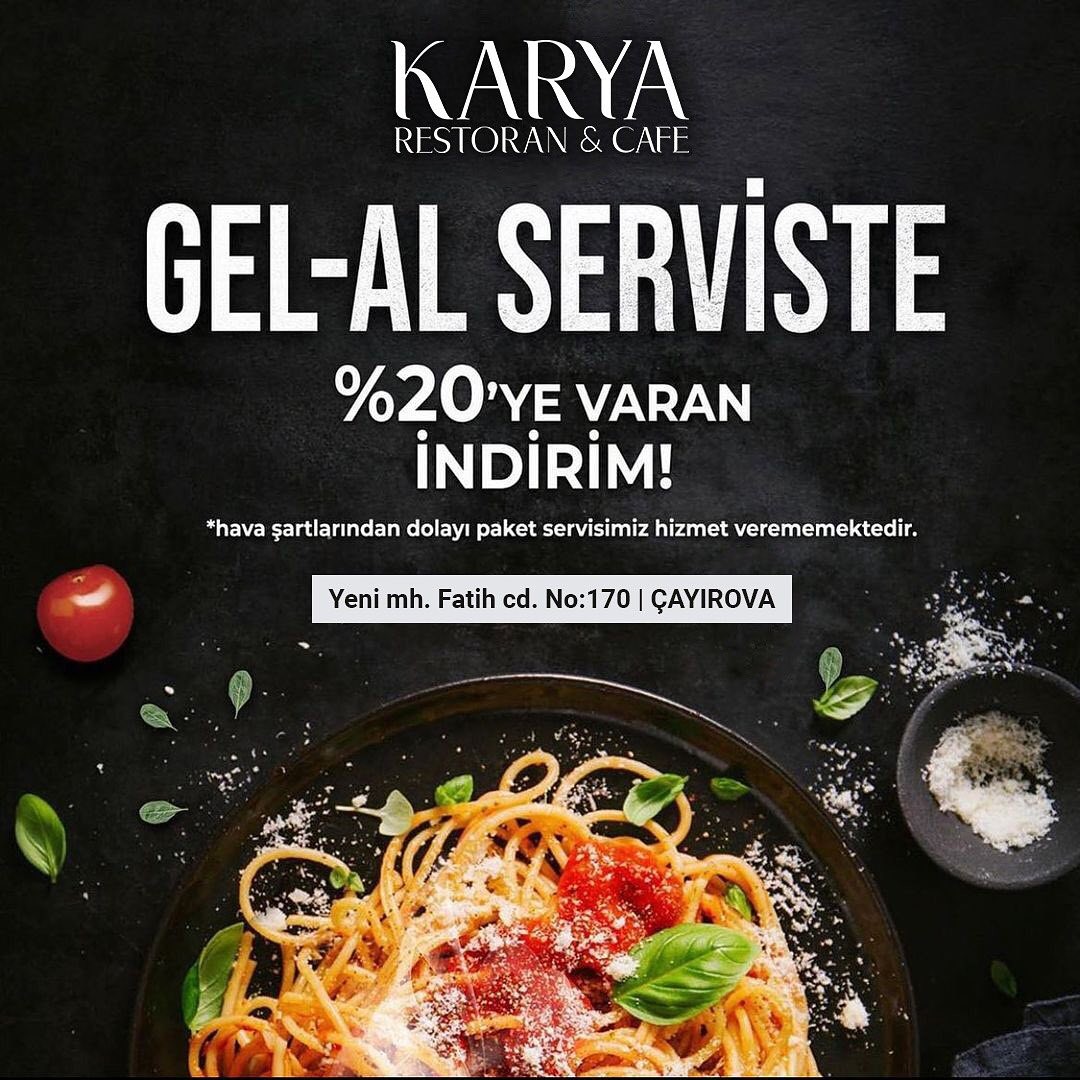 KARYA
RESTORAN & CAFE
GEL-AL SERVİSTE
%20'YE VARAN
İNDİRİM!
*hava şartlarından dolayı paket servisimiz hizmet verememektedir.
Yeni mh. Fatih cd. No:170 | ÇAYIROVA